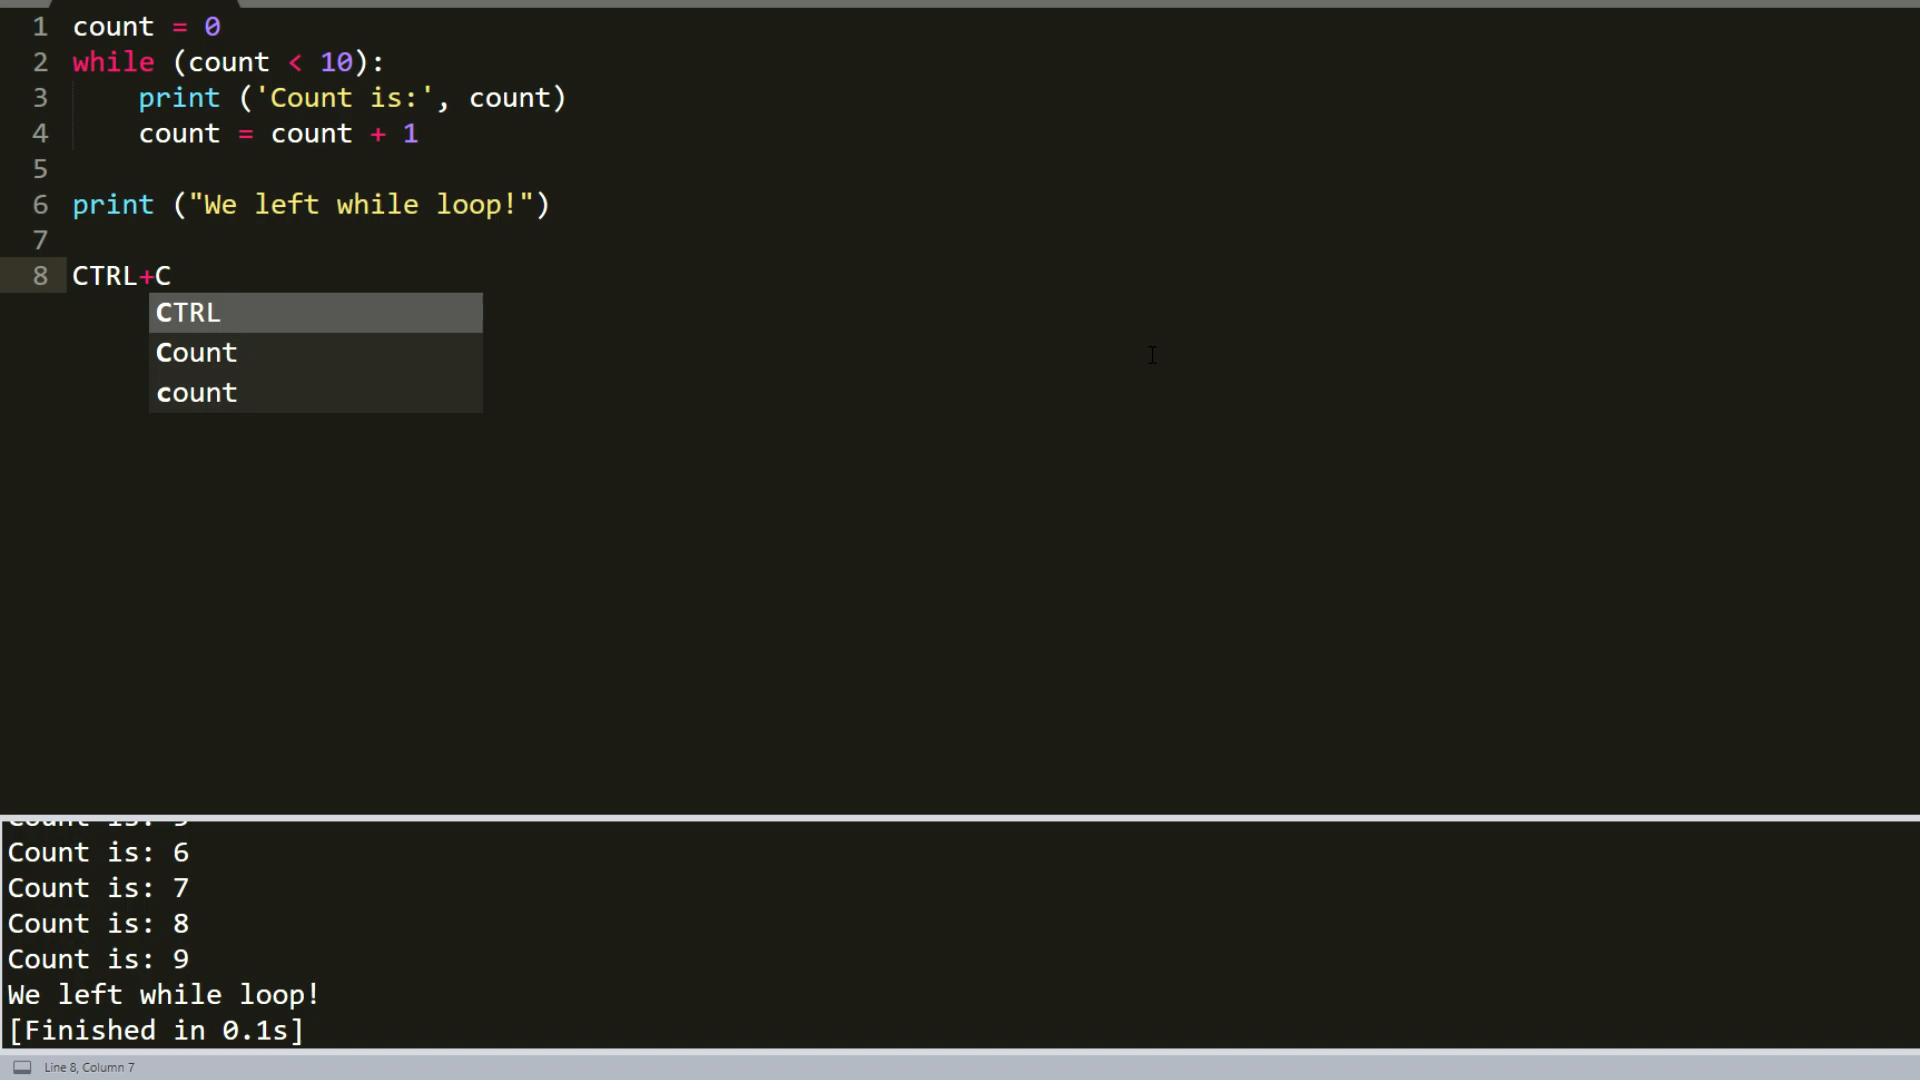 1 count = 0
2 while (count < 10):
3     print ('Count is:', count)
4     count = count + 1
5
6 print ("We left while loop!")
7
8 CTRL+C
CTRL
Count
count
Count is: 6
Count is: 7
Count is: 8
Count is: 9
We left while loop!
[Finished in 0.1s]
Line 8, Column 7